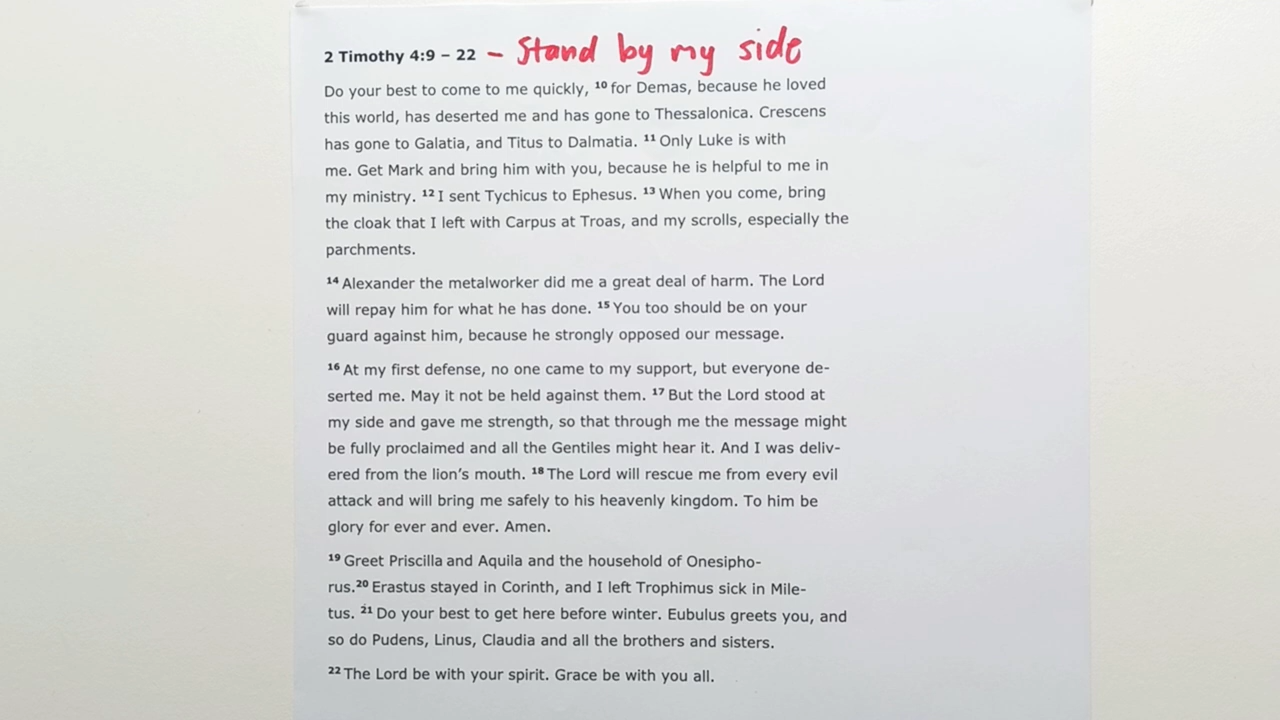 2 Timothy 4:9 – 22 – Stand by my side
Do your best to come to me quickly, 10 for Demas, because he loved
this world, has deserted me and has gone to Thessalonica. Crescens
has gone to Galatia, and Titus to Dalmatia. 11 Only Luke is with
me. Get Mark and bring him with you, because he is helpful to me in
my ministry. 12 I sent Tychicus to Ephesus. 13 When you come, bring
the cloak that I left with Carpus at Troas, and my scrolls, especially the
parchments.
14 Alexander the metalworker did me a great deal of harm. The Lord
will repay him for what he has done. 15 You too should be on your
guard against him, because he strongly opposed our message.
16 At my first defense, no one came to my support, but everyone de-
serted me. May it not be held against them. 17 But the Lord stood at
my side and gave me strength, so that through me the message might
be fully proclaimed and all the Gentiles might hear it. And I was deliv-
ered from the lion's mouth. 18 The Lord will rescue me from every evil
attack and will bring me safely to his heavenly kingdom. To him be
glory for ever and ever. Amen.
19 Greet Priscilla and Aquila and the household of Onesipho-
rus.20 Erastus stayed in Corinth, and I left Trophimus sick in Mile-
tus. 21 Do your best to get here before winter. Eubulus greets you, and
so do Pudens, Linus, Claudia and all the brothers and sisters.
22 The Lord be with your spirit. Grace be with you all.